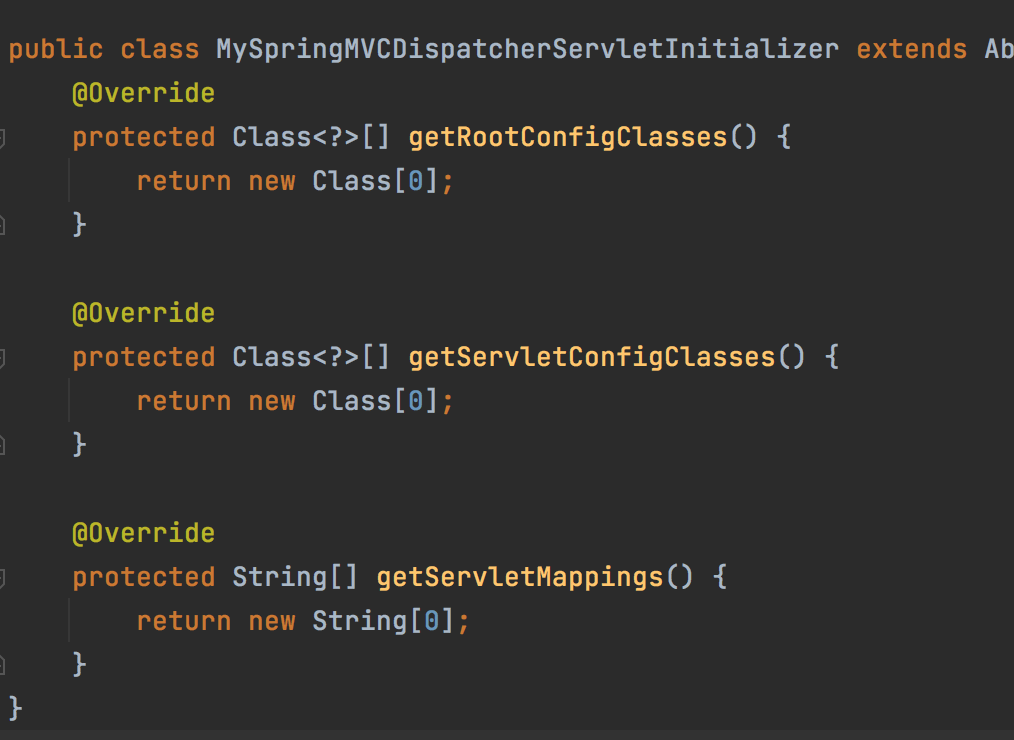 public class MySpringMVCDispatcherServletInitializer extends Ab
@Override
protected Class<?>[] getRootConfigClasses() {
return new Class[0];
}
@Override
protected Class<?>[] getServletConfigClasses() {
return new Class[0];
}
@Override
protected String[] getServletMappings() {
return new String[0];
}
}